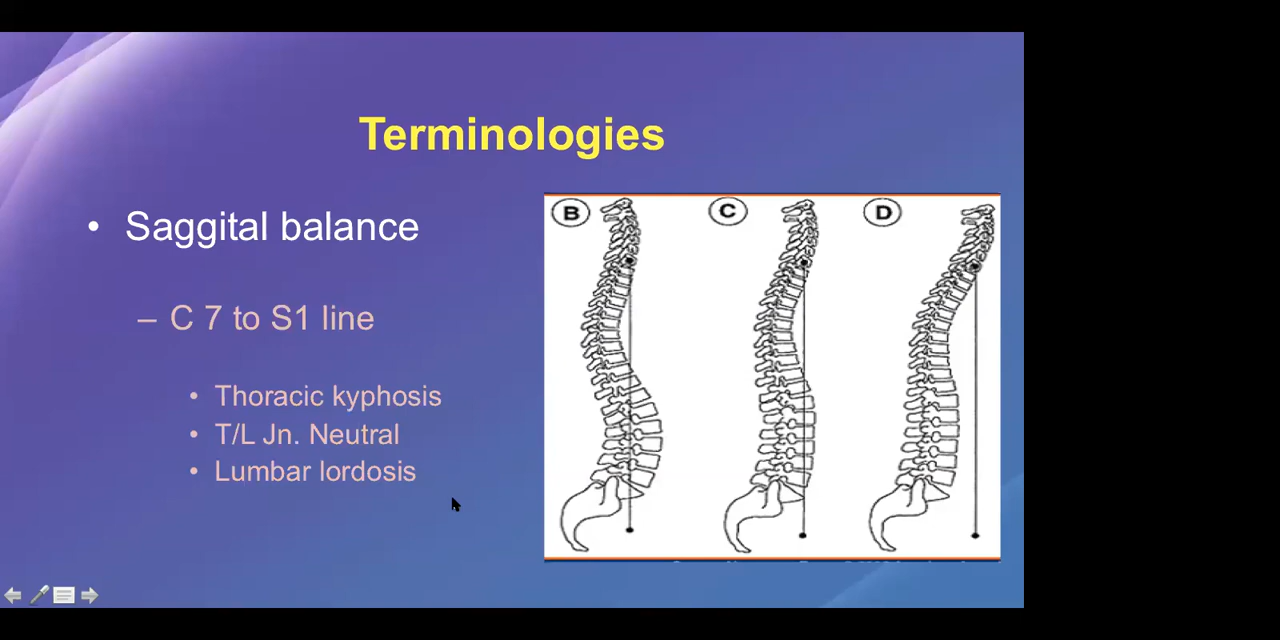 Terminologies
• Saggital balance
– C 7 to S1 line
• Thoracic kyphosis
• T/L Jn. Neutral
• Lumbar lordosis
B C D